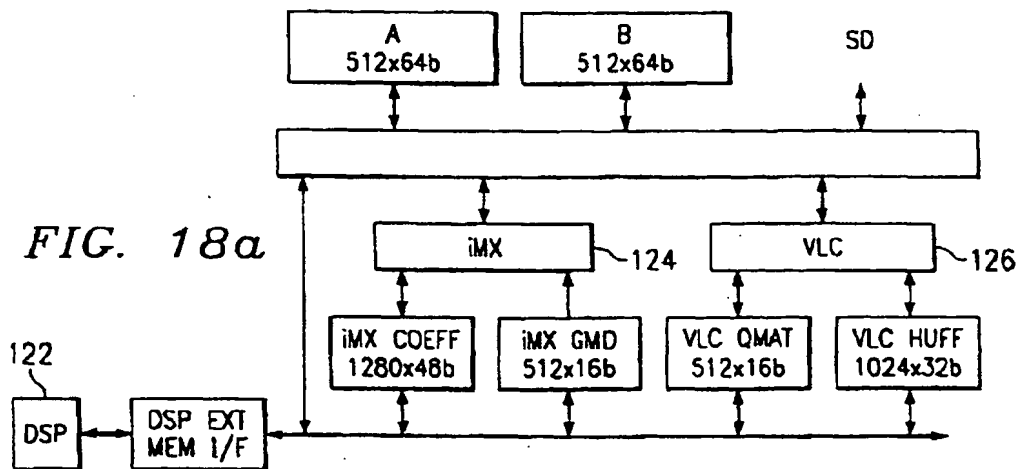 A
512x64b
B
512x64b
SD
FIG. 18a
iMX
124
VLC
126
iMX COEFF
1280x48b
iMX GMD
512x16b
VLC QMAT
512x16b
VLC HUFF
1024x32b
122
DSP
DSP EXT
MEM I/F